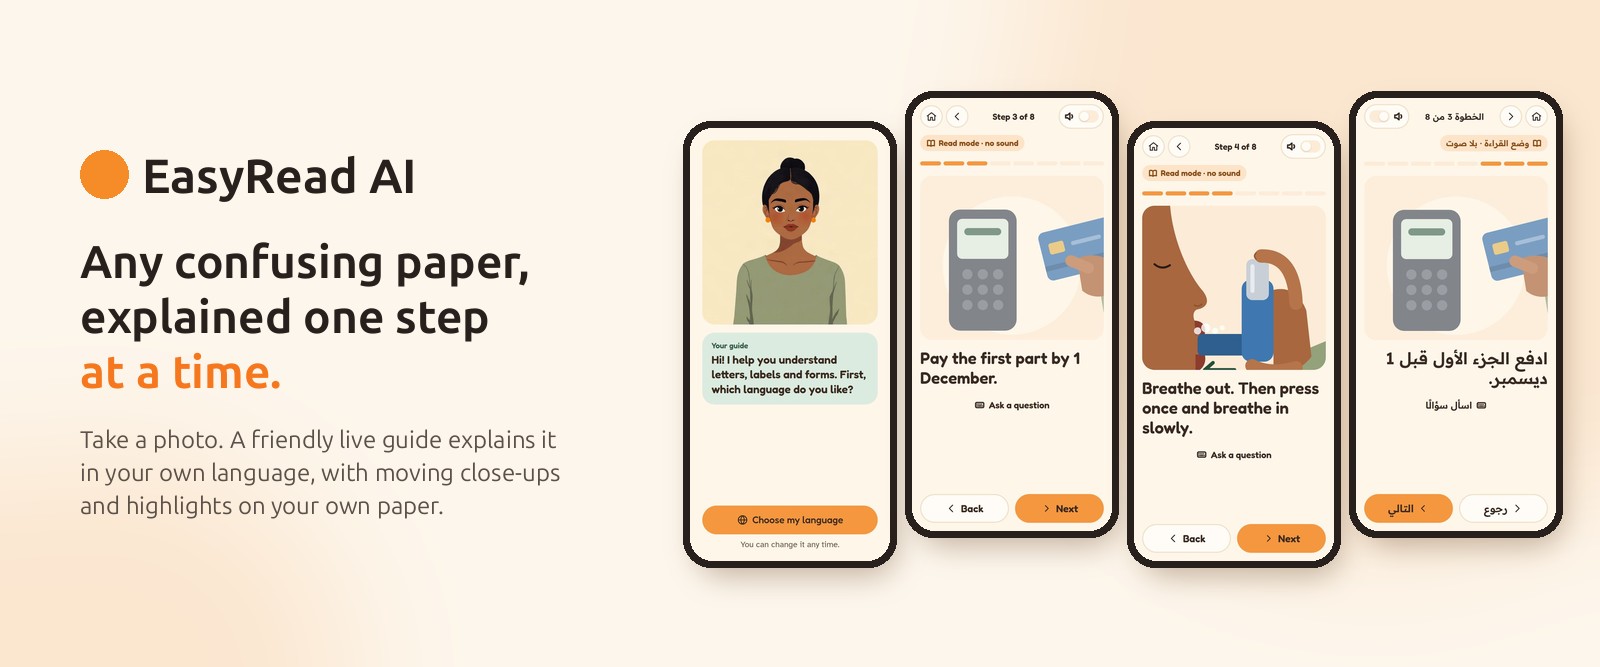 EasyRead AI
Any confusing paper,
explained one step
at a time.
Take a photo. A friendly live guide explains it
in your own language, with moving close-ups
and highlights on your own paper.
Your guide
Hi! I help you understand
letters, labels and forms. First,
which language do you like?
Choose my language
You can change it any time.
Step 3 of 8
Read mode · no sound
Pay the first part by 1
December.
Ask a question
Back
Next
Step 4 of 8
Read mode · no sound
Breathe out. Then press
once and breathe in
slowly.
Ask a question
Back
Next
الخطوة 3 من 8
وضع القراءة · بلا صوت
ادفع الجزء الأول قبل 1
ديسمبر.
اسأل سؤالًا
رجوع
التالي